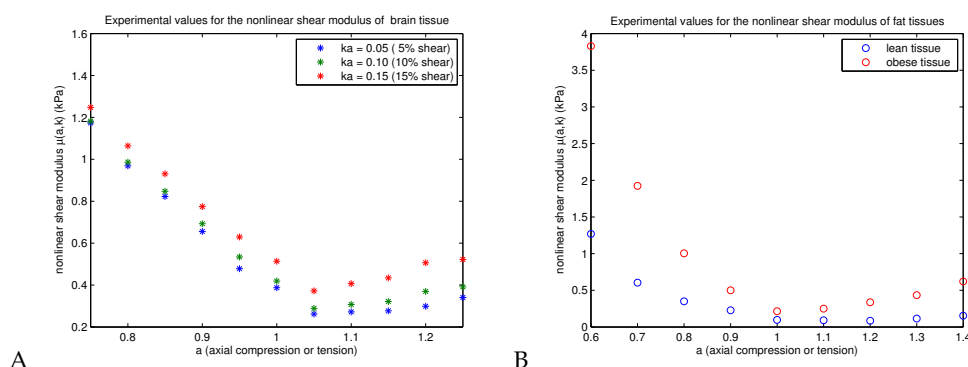 Experimental values for the nonlinear shear modulus of  brain tissue
1.6
1.4
1.2
1
0.8
0.6
0.4
0.2
nonlinear shear modulus µ(a,k) (kPa)
ka = 0.05 ( 5% shear)
ka = 0.10 (10% shear)
ka = 0.15 (15% shear)
0.8 0.9 1 1.1 1.2
a (axial compression or tension)
A
Experimental values for the nonlinear shear modulus of fat tissues
4
3.5
3
2.5
2
1.5
1
0.5
0
nonlinear shear modulus µ(a,k) (kPa)
lean tissue
obese tissue
0.6 0.7 0.8 0.9 1 1.1 1.2 1.3 1.4
a (axial compression or tension)
B